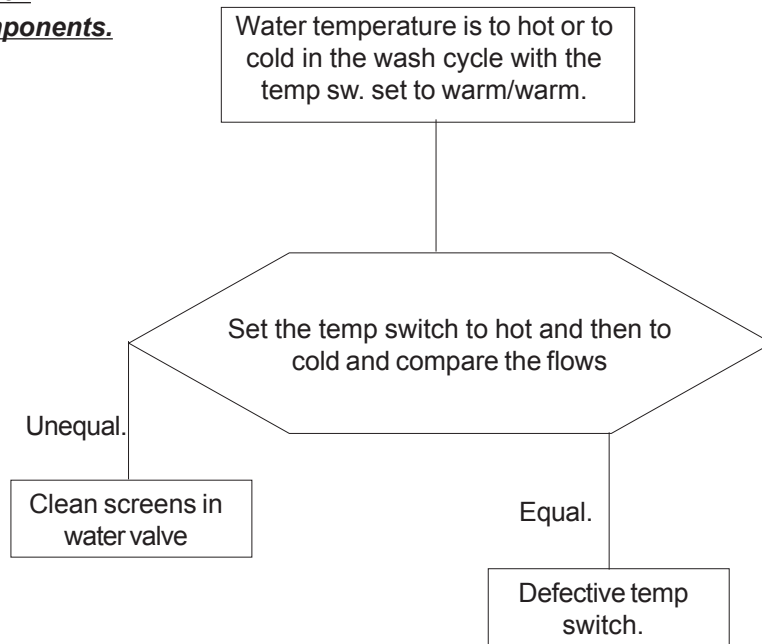 mponents.
Water temperature is to hot or to
cold in the wash cycle with the
temp sw. set to warm/warm.
Set the temp switch to hot and then to
cold and compare the flows
Unequal.
Clean screens in
water valve
Equal.
Defective temp
switch.